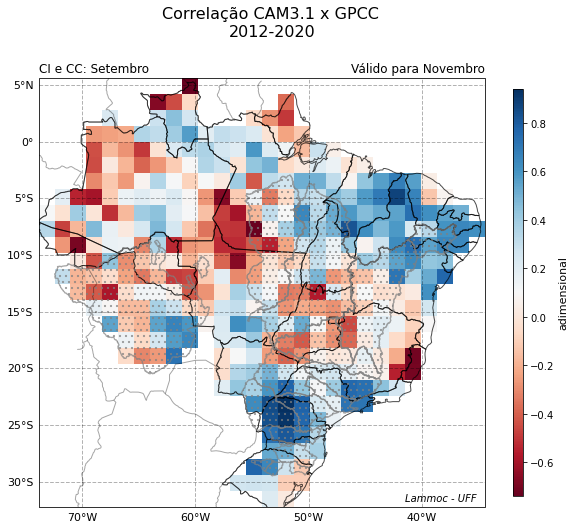 Correlação CAM3.1 x GPCC
2012-2020
CI e CC: Setembro
Válido para Novembro
5°N
0°
5°S
10°S
15°S
20°S
25°S
30°S
70°W
60°W
50°W
40°W
Lammoc - UFF
0.8
0.6
0.4
0.2
0.0
−0.2
−0.4
−0.6
adimensional